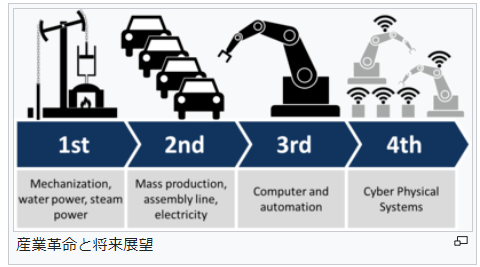 1st
2nd
3rd
4th
Mechanization,
water power, steam
power
Mass production,
assembly line,
electricity
Computer and
automation
Cyber Physical
Systems
産業革命と将来展望